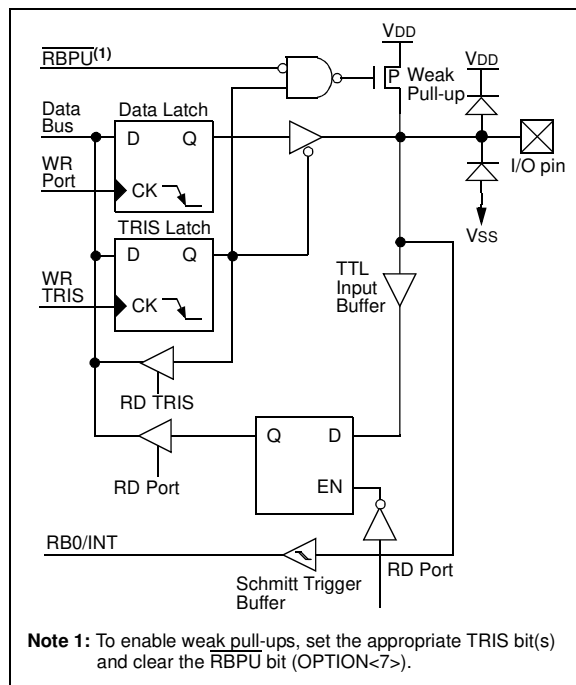 VDD
RBPU(1)
P
Weak
Pull-up
VDD
Data
Bus
Data Latch
D Q
WR
Port
CK
I/O pin
VSS
TRIS Latch
D Q
WR
TRIS
CK
TTL
Input
Buffer
RD TRIS
Q D
RD Port
EN
RB0/INT
RD Port
Schmitt Trigger
Buffer
Note 1: To enable weak pull-ups, set the appropriate TRIS bit(s)
and clear the RBPU bit (OPTION<7>).